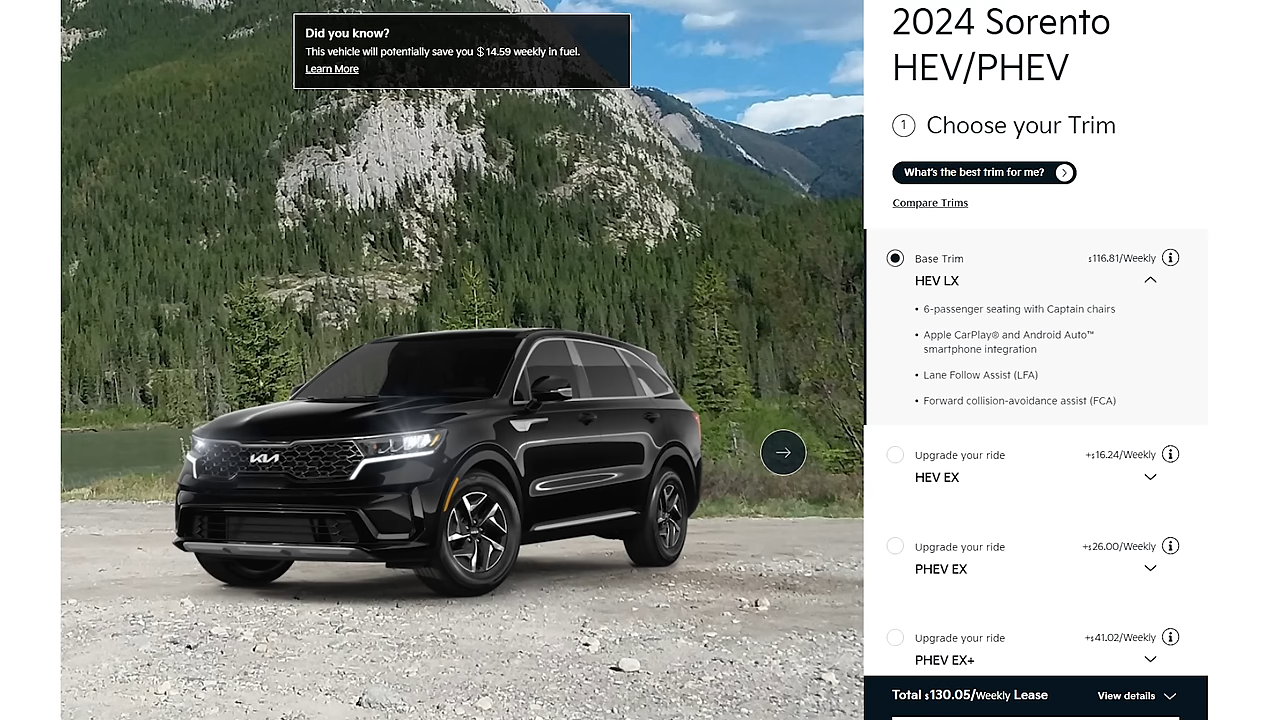 Did you know?
This vehicle will potentially save you $14.59 weekly in fuel.
Learn More
2024 Sorento
HEV/PHEV
1 Choose your Trim
What's the best trim for me?
Compare Trims
Base Trim $116.81/Weekly
HEV LX
• 6-passenger seating with Captain chairs
• Apple CarPlay® and Android Auto™
smartphone integration
• Lane Follow Assist (LFA)
• Forward collision-avoidance assist (FCA)
Upgrade your ride +$16.24/Weekly
HEV EX
Upgrade your ride +$26.00/Weekly
PHEV EX
Upgrade your ride +$41.02/Weekly
PHEV EX+
Total $130.05/Weekly Lease View details
KIA